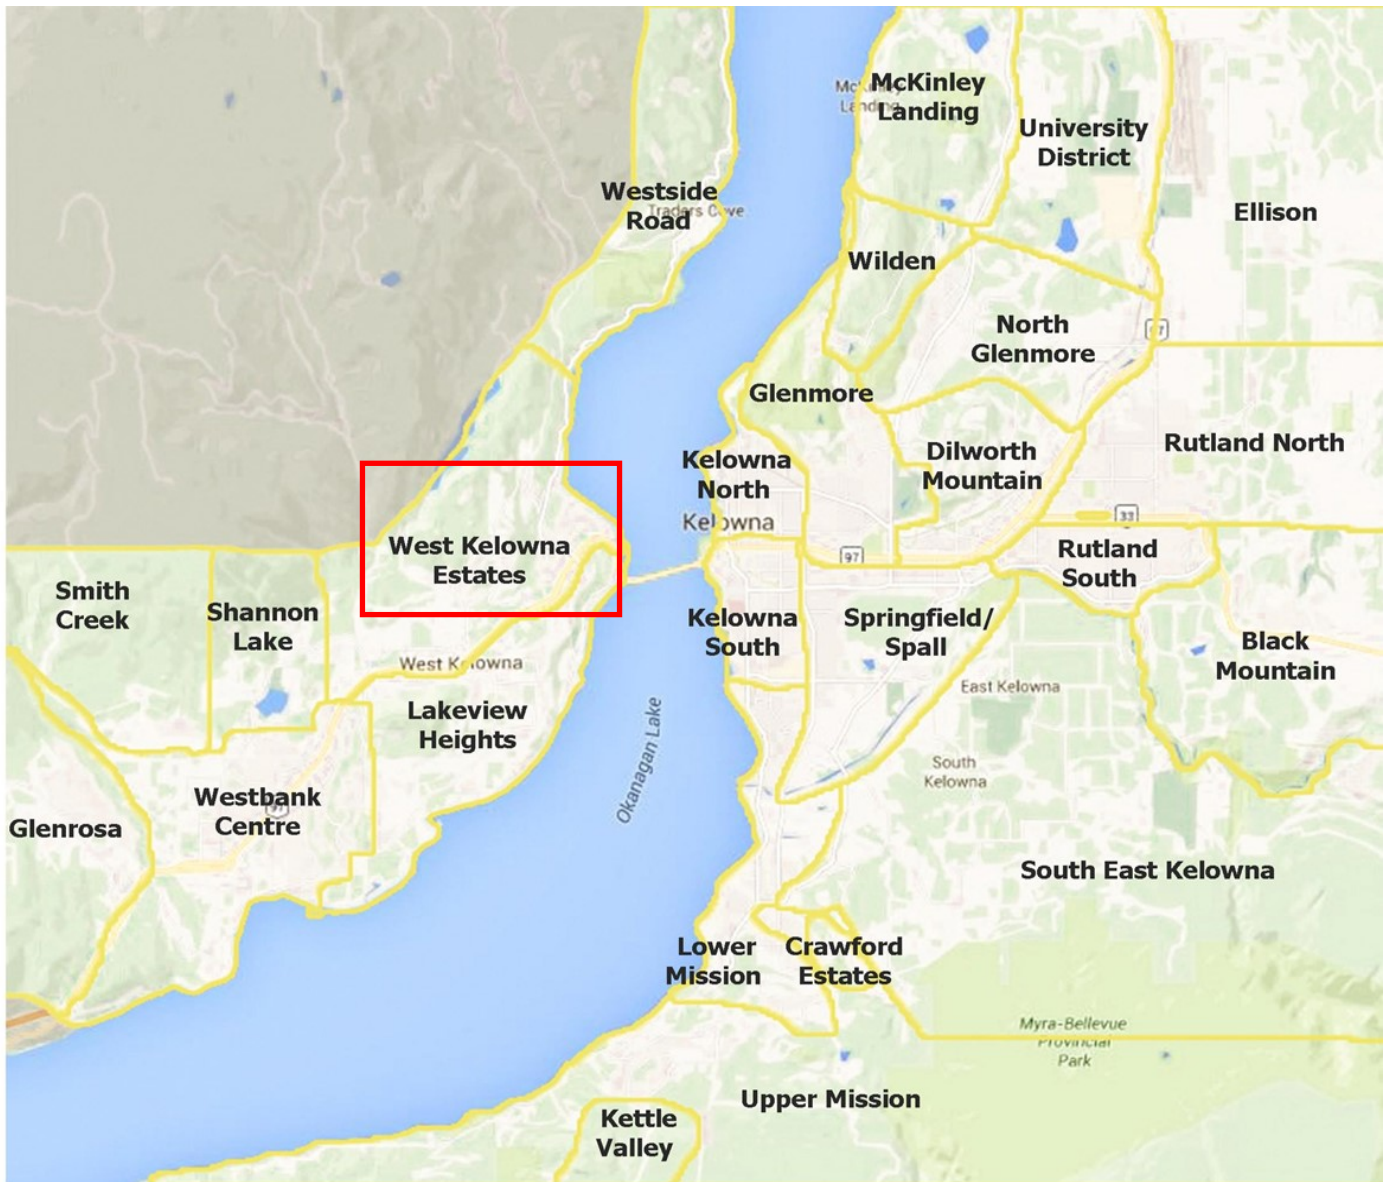 McKinley
Landing
University
District
Ellison
Westside
Road
Traders Cove
Wilden
North
Glenmore
97
Glenmore
Rutland North
Dilworth
Mountain
Kelowna
North
Kelowna
33
97
West Kelowna
Estates
Rutland
South
Smith
Creek
Shannon
Lake
Kelowna
South
Springfield/
Spall
Black
Mountain
West Kelowna
East Kelowna
Lakeview
Heights
Okanagan Lake
South
Kelowna
Westbank
Centre
Glenrosa
South East Kelowna
Lower
Mission
Crawford
Estates
Myra-Bellevue
Provincial
Park
Upper Mission
Kettle
Valley